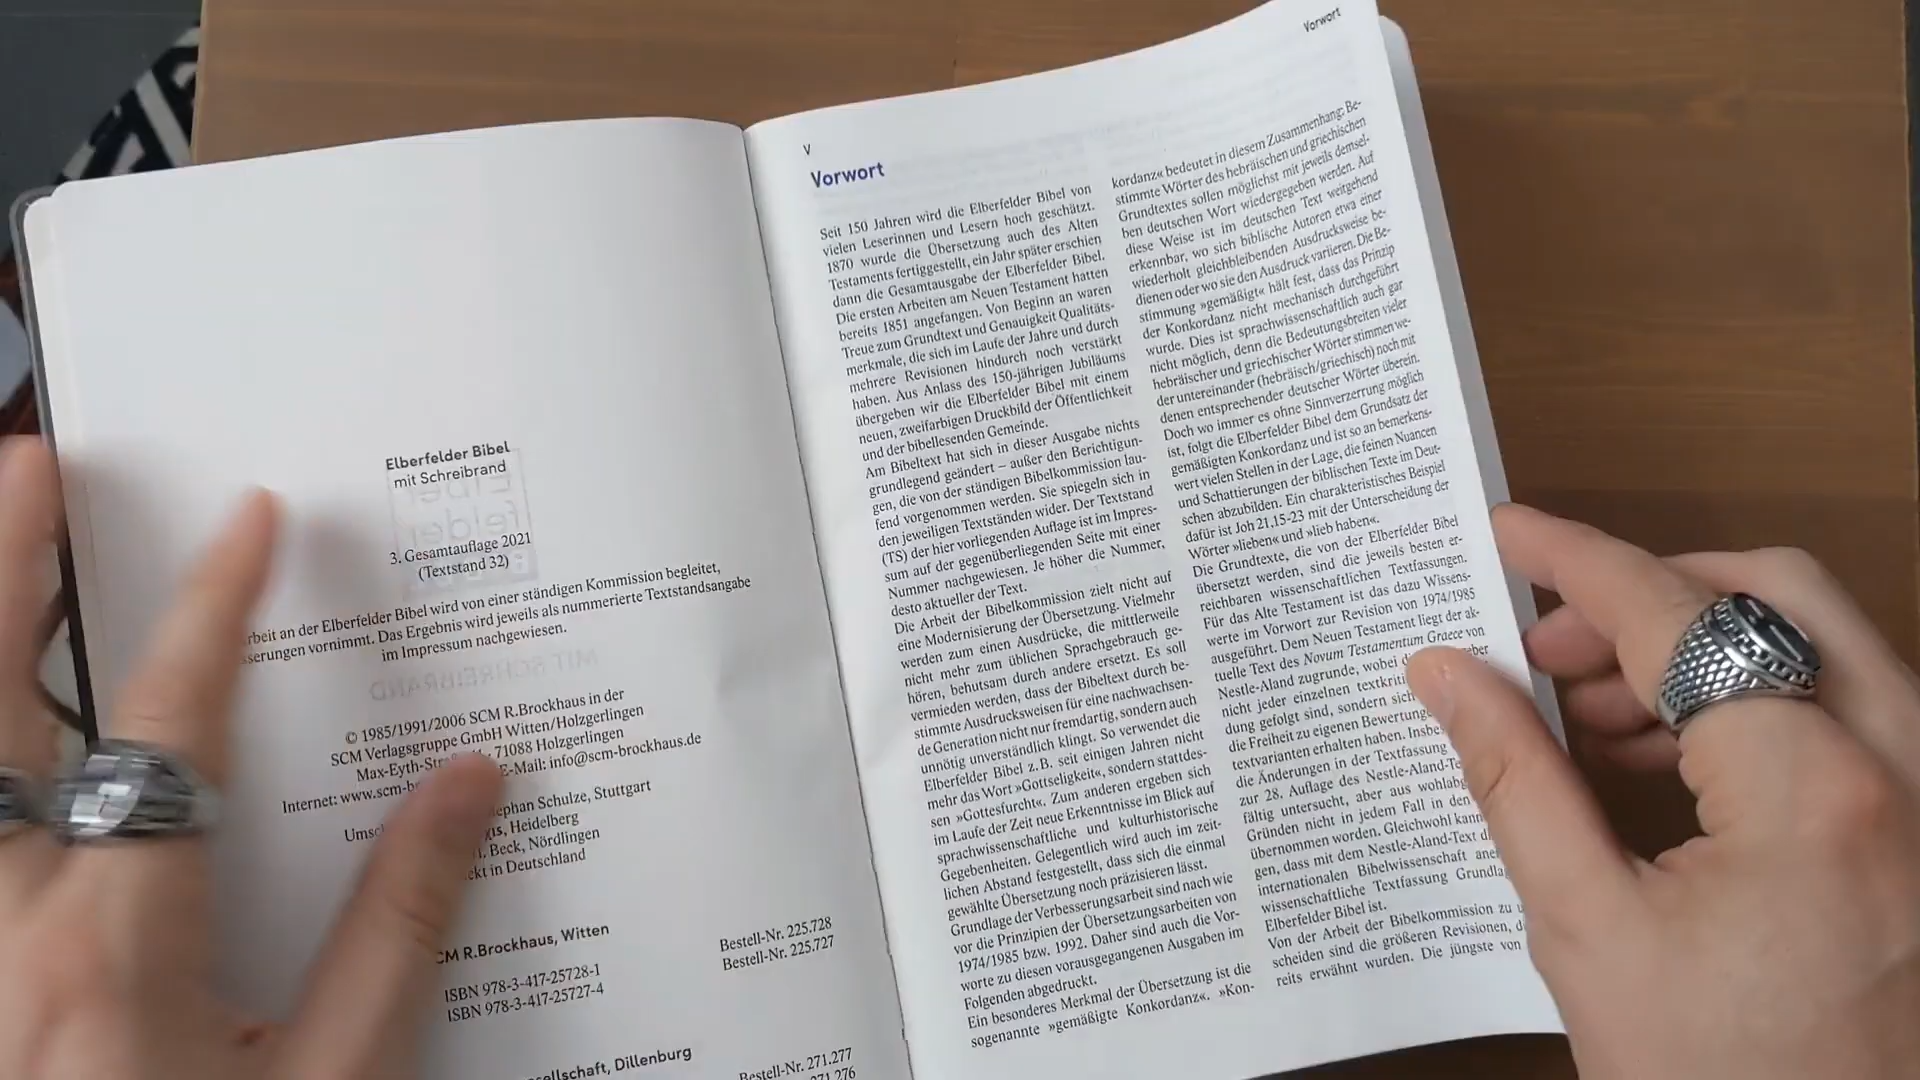 Elberfelder Bibel
mit Schreibrand
3. Gesamtauflage 2021
(Textstand 32)
an der Elberfelder Bibel wird von einer ständigen Kommission begleitet,
vornimmt. Das Ergebnis wird jeweils als nummerierte Textstandsangabe
im Impressum nachgewiesen.
MIT SCHREIBRAND
© 1985/1991/2006 SCM R.Brockhaus in der
SCM Verlagsgruppe GmbH Witten/Holzgerlingen
71088 Holzgerlingen
E-Mail: info@scm-brockhaus.de
Schulze, Stuttgart
Heidelberg
Beck, Nördlingen
in Deutschland
R.Brockhaus, Witten
ISBN 978-3-417-25728-1 Bestell-Nr. 225.728
ISBN 978-3-417-25727-4 Bestell-Nr. 225.727
Dillenburg
Bestell-Nr. 271.277
Vorwort
V
Vorwort
Seit 150 Jahren wird die Elberfelder Bibel von
vielen Leserinnen und Lesern hoch geschätzt.
1870 wurde die Übersetzung auch des Alten
Testaments fertiggestellt, ein Jahr später erschien
dann die Gesamtausgabe der Elberfelder Bibel.
Die ersten Arbeiten am Neuen Testament hatten
bereits 1851 angefangen. Von Beginn an waren
Treue zum Grundtext und Genauigkeit Qualitäts-
merkmale, die sich im Laufe der Jahre und durch
mehrere Revisionen hindurch noch verstärkt
haben. Aus Anlass des 150-jährigen Jubiläums
übergeben wir die Elberfelder Bibel mit einem
neuen, zweifarbigen Druckbild der Öffentlichkeit
und der bibellesenden Gemeinde.
Am Bibeltext hat sich in dieser Ausgabe nichts
grundlegend geändert – außer den Berichtigun-
gen, die von der ständigen Bibelkommission lau-
fend vorgenommen werden. Sie spiegeln sich in
den jeweiligen Textständen wider. Der Textstand
(TS) der hier vorliegenden Auflage ist im Impres-
sum auf der gegenüberliegenden Seite mit einer
Nummer nachgewiesen. Je höher die Nummer,
desto aktueller der Text.
Die Arbeit der Bibelkommission zielt nicht auf
eine Modernisierung der Übersetzung. Vielmehr
werden zum einen Ausdrücke, die mittlerweile
nicht mehr zum üblichen Sprachgebrauch ge-
hören, behutsam durch andere ersetzt. Es soll
vermieden werden, dass der Bibeltext durch be-
stimmte Ausdrucksweisen für eine nachwachsen-
de Generation nicht nur fremdartig, sondern auch
unnötig unverständlich klingt. So verwendet die
Elberfelder Bibel z.B. seit einigen Jahren nicht
mehr das Wort »Gottseligkeit«, sondern stattdes-
sen »Gottesfurcht«. Zum anderen ergeben sich
im Laufe der Zeit neue Erkenntnisse im Blick auf
sprachwissenschaftliche und kulturhistorische
Gegebenheiten. Gelegentlich wird auch im zeit-
lichen Abstand festgestellt, dass sich die einmal
gewählte Übersetzung noch präzisieren lässt.
Grundlage der Verbesserungsarbeit sind nach wie
vor die Prinzipien der Übersetzungsarbeiten von
1974/1985 bzw. 1992. Daher sind auch die Vor-
worte zu diesen vorausgegangenen Ausgaben im
Folgenden abgedruckt.
Ein besonderes Merkmal der Übersetzung ist die
sogenannte »gemäßigte Konkordanz«. »Kon-
kordanz« bedeutet in diesem Zusammenhang: Be-
stimmte Wörter des hebräischen und griechischen
Grundtextes sollen möglichst mit jeweils demsel-
ben deutschen Wort wiedergegeben werden. Auf
diese Weise ist im deutschen Text weitgehend
erkennbar, wo sich biblische Autoren etwa einer
wiederholt gleichbleibenden Ausdrucksweise be-
dienen oder wo sie den Ausdruck variieren. Die Be-
stimmung »gemäßigt« hält fest, dass das Prinzip
der Konkordanz nicht mechanisch durchgeführt
wurde. Dies ist sprachwissenschaftlich auch gar
nicht möglich, denn die Bedeutungsbreiten vieler
hebräischer und griechischer Wörter stimmen we-
der untereinander (hebräisch/griechisch) noch mit
denen entsprechender deutscher Wörter überein.
Doch wo immer es ohne Sinnverzerrung möglich
ist, folgt die Elberfelder Bibel dem Grundsatz der
gemäßigten Konkordanz und ist so an bemerkens-
wert vielen Stellen in der Lage, die feinen Nuancen
und Schattierungen der biblischen Texte im Deut-
schen abzubilden. Ein charakteristisches Beispiel
dafür ist Joh 21,15-23 mit der Unterscheidung der
Wörter »lieben« und »lieb haben«.
Die Grundtexte, die von der Elberfelder Bibel
übersetzt werden, sind die jeweils besten er-
reichbaren wissenschaftlichen Textfassungen.
Für das Alte Testament ist das dazu Wissens-
werte im Vorwort zur Revision von 1974/1985
ausgeführt. Dem Neuen Testament liegt der ak-
tuelle Text des Novum Testamentum Graece von
Nestle-Aland zugrunde, wobei
nicht jeder einzelnen
dung gefolgt sind, sondern sich
die Freiheit zu eigenen
textvarianten erhalten haben.
die Änderungen in der Textfassung
zur 28. Auflage des
fältig untersucht, aber aus
Gründen nicht in jedem Fall in den
übernommen worden. Gleichwohl kann
gen, dass mit dem Nestle-Aland-Text
internationalen Bibelwissenschaft
wissenschaftliche Textfassung
Elberfelder Bibel ist.
Von der Arbeit der Bibelkommission zu
scheiden sind die größeren Revisionen,
reits erwähnt wurden. Die jüngste von